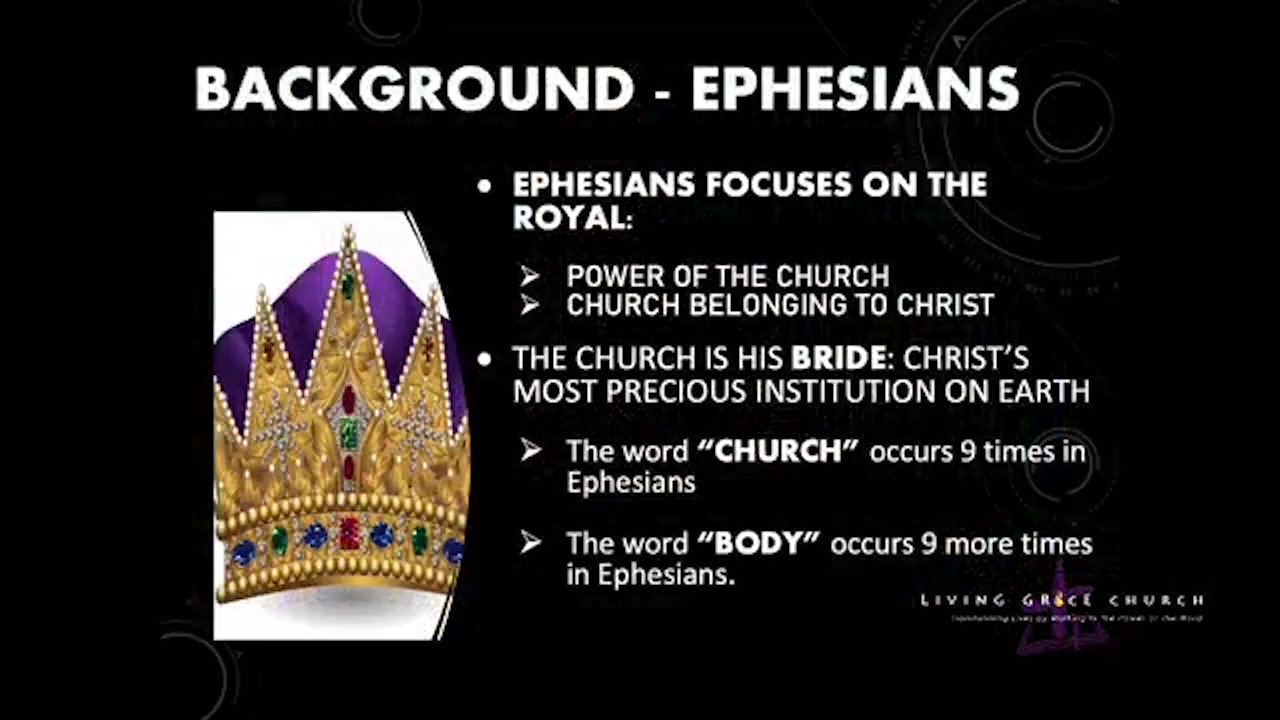 BACKGROUND - EPHESIANS
• EPHESIANS FOCUSES ON THE
ROYAL:
➢ POWER OF THE CHURCH
➢ CHURCH BELONGING TO CHRIST
• THE CHURCH IS HIS BRIDE: CHRIST’S
MOST PRECIOUS INSTITUTION ON EARTH
➢ The word “CHURCH” occurs 9 times in
Ephesians
➢ The word “BODY” occurs 9 more times
in Ephesians.
LIVING GRACE CHURCH